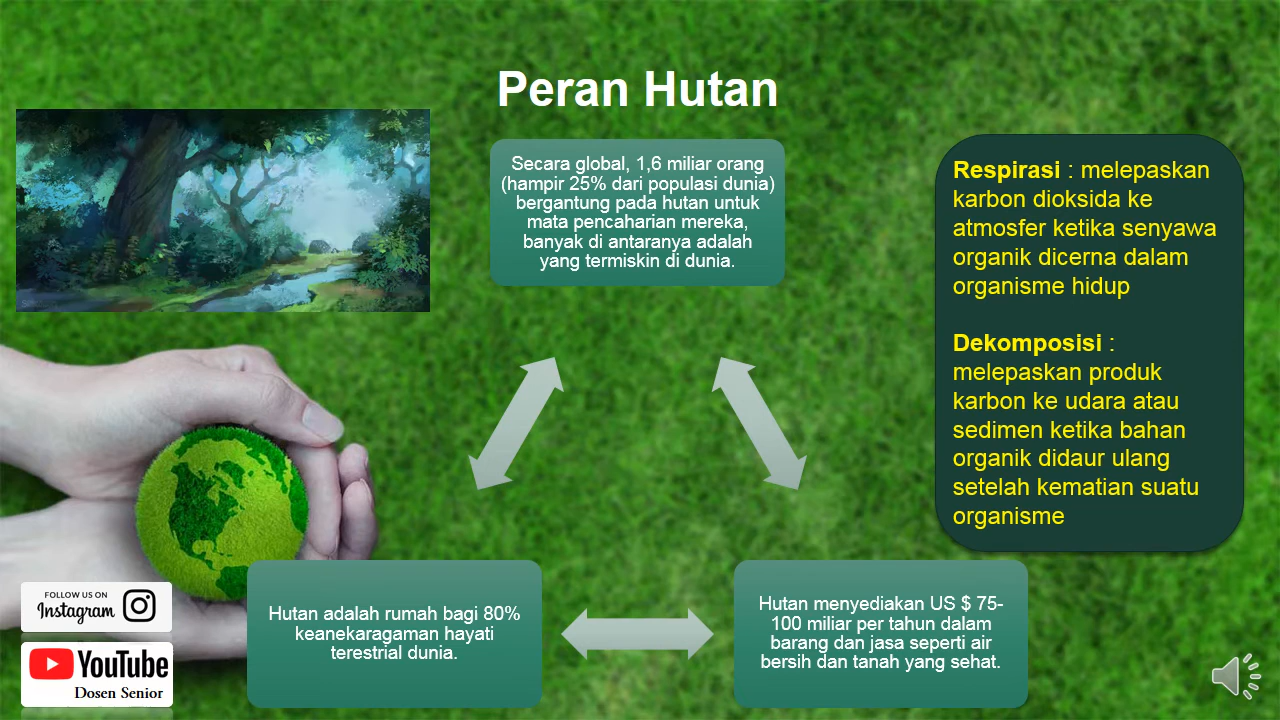 Peran Hutan
Secara global, 1,6 miliar orang
(hampir 25% dari populasi dunia)
bergantung pada hutan untuk
mata pencaharian mereka,
banyak di antaranya adalah
yang termiskin di dunia.
Respirasi : melepaskan
karbon dioksida ke
atmosfer ketika senyawa
organik dicerna dalam
organisme hidup
Dekomposisi :
melepaskan produk
karbon ke udara atau
sedimen ketika bahan
organik didaur ulang
setelah kematian suatu
organisme
Hutan adalah rumah bagi 80%
keanekaragaman hayati
terestrial dunia.
Hutan menyediakan US $ 75-
100 miliar per tahun dalam
barang dan jasa seperti air
bersih dan tanah yang sehat.
FOLLOW US ON
Instagram
YouTube
Dosen Senior